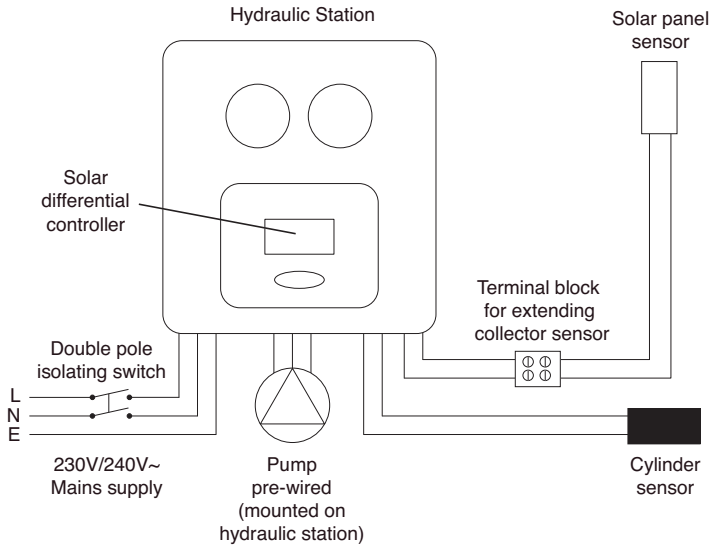 Hydraulic Station
Solar panel
sensor
Solar
differential
controller
Terminal block
for extending
collector sensor
Double pole
isolating switch
L
N
E
230V/240V~
Mains supply
Pump
pre-wired
(mounted on
hydraulic station)
Cylinder
sensor